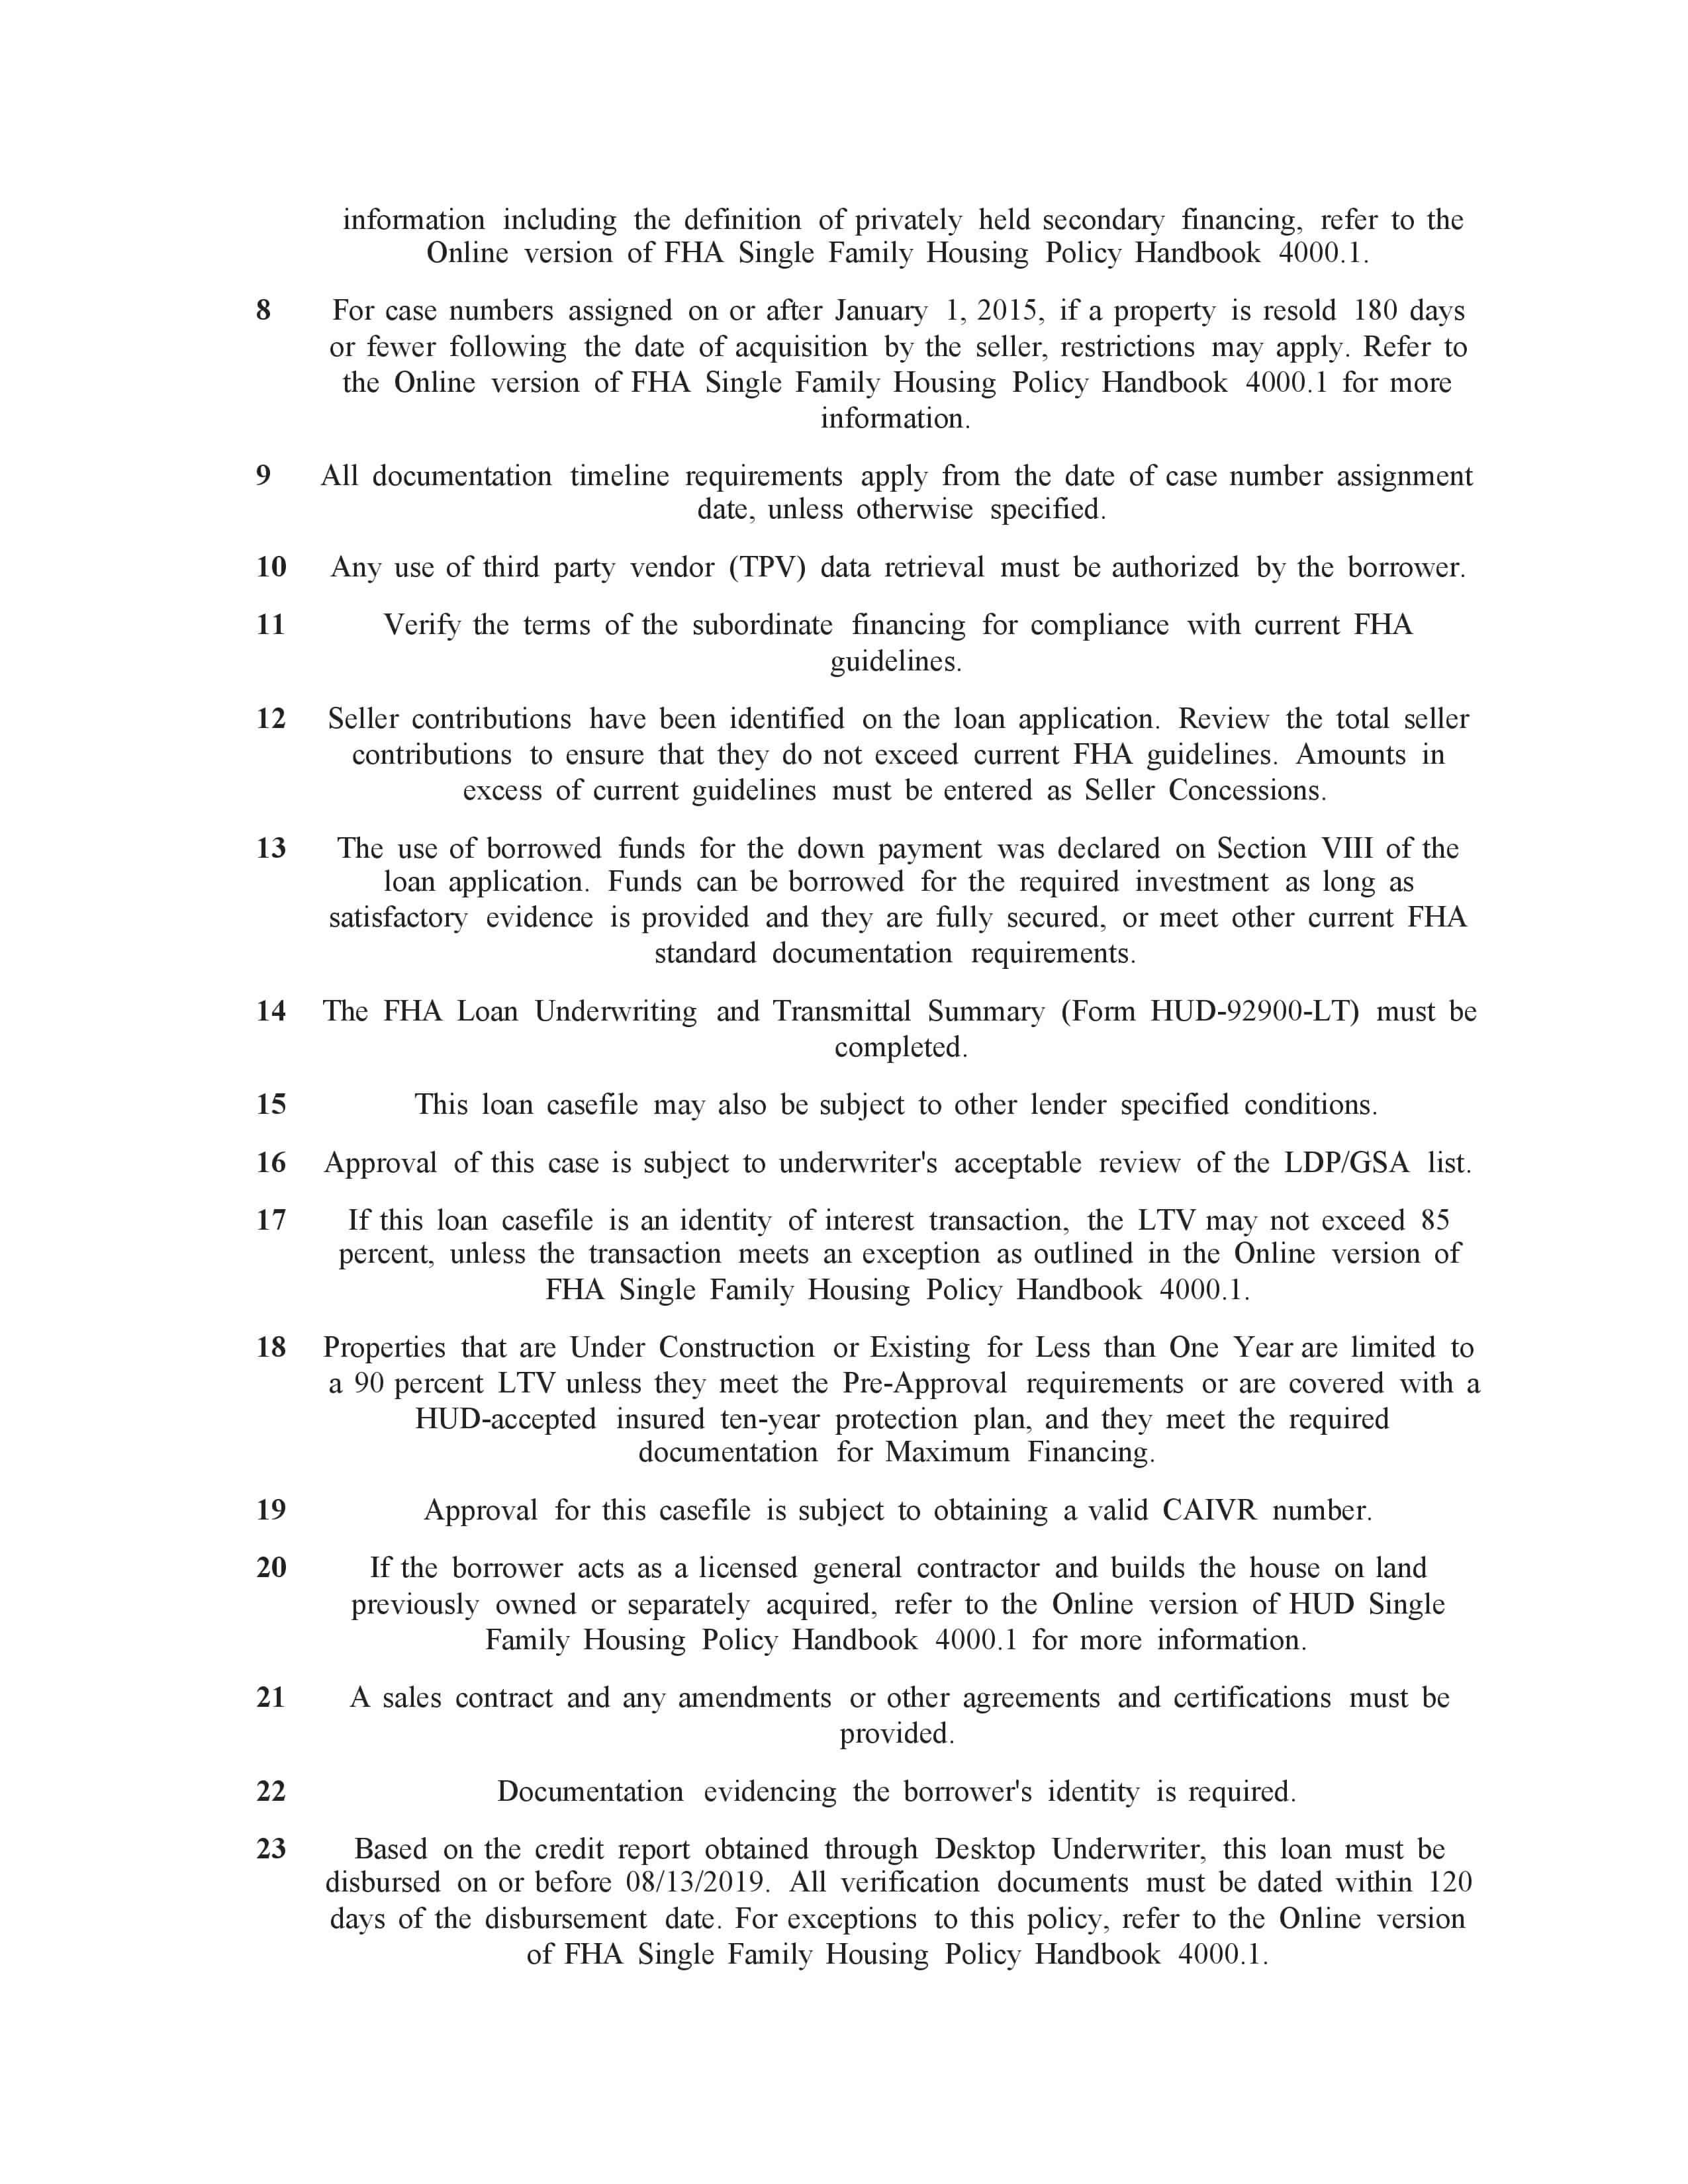 information including the definition of privately held secondary financing, refer to the
Online version of FHA Single Family Housing Policy Handbook 4000.1.
8 For case numbers assigned on or after January 1, 2015, if a property is resold 180 days
or fewer following the date of acquisition by the seller, restrictions may apply. Refer to
the Online version of FHA Single Family Housing Policy Handbook 4000.1 for more
information.
9 All documentation timeline requirements apply from the date of case number assignment
date, unless otherwise specified.
10 Any use of third party vendor (TPV) data retrieval must be authorized by the borrower.
11 Verify the terms of the subordinate financing for compliance with current FHA
guidelines.
12 Seller contributions have been identified on the loan application. Review the total seller
contributions to ensure that they do not exceed current FHA guidelines. Amounts in
excess of current guidelines must be entered as Seller Concessions.
13 The use of borrowed funds for the down payment was declared on Section VIII of the
loan application. Funds can be borrowed for the required investment as long as
satisfactory evidence is provided and they are fully secured, or meet other current FHA
standard documentation requirements.
14 The FHA Loan Underwriting and Transmittal Summary (Form HUD-92900-LT) must be
completed.
15 This loan casefile may also be subject to other lender specified conditions.
16 Approval of this case is subject to underwriter's acceptable review of the LDP/GSA list.
17 If this loan casefile is an identity of interest transaction, the LTV may not exceed 85
percent, unless the transaction meets an exception as outlined in the Online version of
FHA Single Family Housing Policy Handbook 4000.1.
18 Properties that are Under Construction or Existing for Less than One Year are limited to
a 90 percent LTV unless they meet the Pre-Approval requirements or are covered with a
HUD-accepted insured ten-year protection plan, and they meet the required
documentation for Maximum Financing.
19 Approval for this casefile is subject to obtaining a valid CAIVR number.
20 If the borrower acts as a licensed general contractor and builds the house on land
previously owned or separately acquired, refer to the Online version of HUD Single
Family Housing Policy Handbook 4000.1 for more information.
21 A sales contract and any amendments or other agreements and certifications must be
provided.
22 Documentation evidencing the borrower's identity is required.
23 Based on the credit report obtained through Desktop Underwriter, this loan must be
disbursed on or before 08/13/2019. All verification documents must be dated within 120
days of the disbursement date. For exceptions to this policy, refer to the Online version
of FHA Single Family Housing Policy Handbook 4000.1.